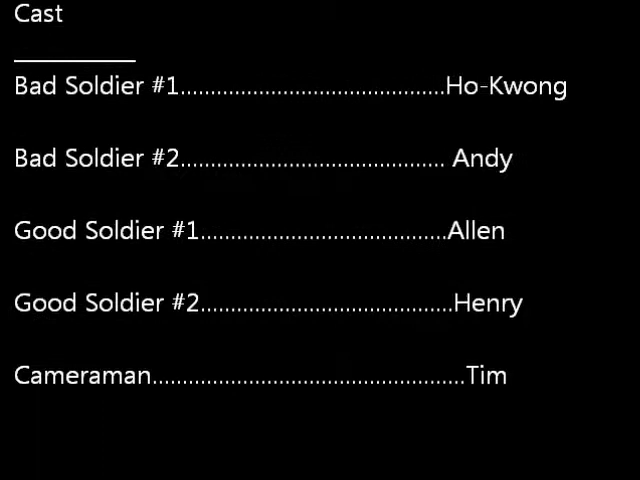 Cast
Bad Soldier #1............................................Ho-Kwong
Bad Soldier #2............................................ Andy
Good Soldier #1.........................................Allen
Good Soldier #2..........................................Henry
Cameraman....................................................Tim